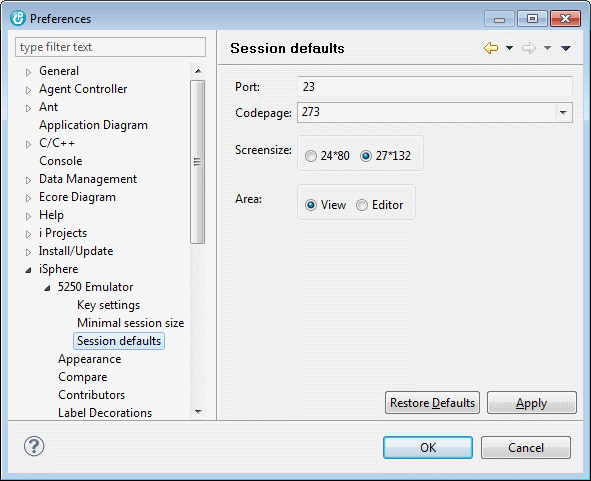 Preferences
type filter text
General
Agent Controller
Ant
Application Diagram
C/C++
Console
Data Management
Ecore Diagram
Help
i Projects
Install/Update
iSphere
5250 Emulator
Key settings
Minimal session size
Session defaults
Appearance
Compare
Contributors
Label Decorations
Session defaults
Port: 23
Codepage: 273
Screensize: 24*80 27*132
Area: View Editor
Restore Defaults Apply
OK Cancel